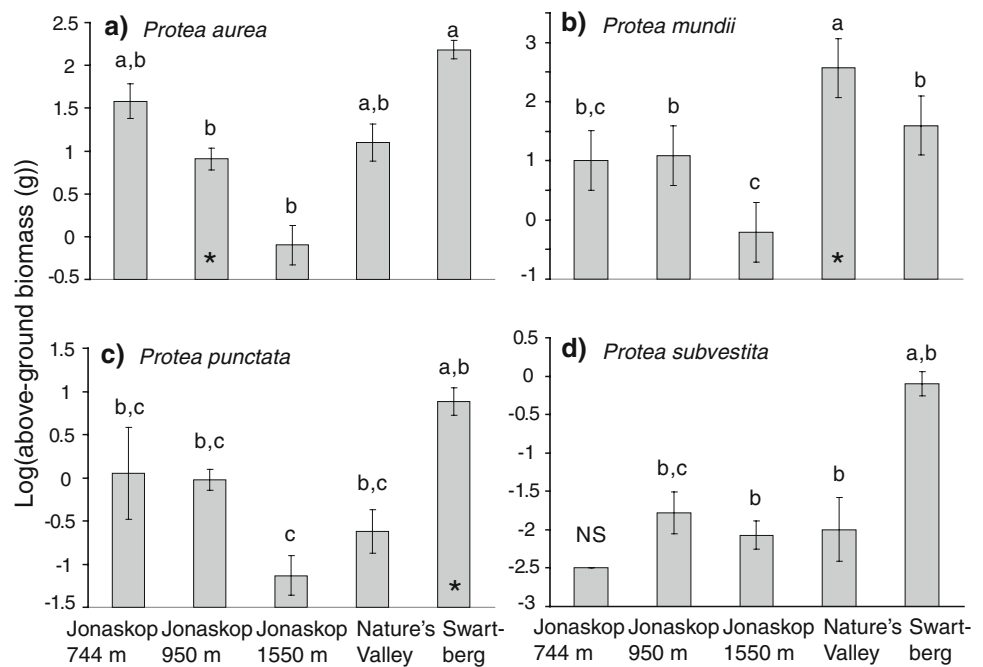 Log(above-ground biomass (g))
a) Protea aurea
2.5
2
1.5
1
0.5
0
-0.5
a,b
b
b
a,b
a
*
b) Protea mundii
3
2
1
0
-1
b,c
b
c
a
b
*
c) Protea punctata
1.5
1
0.5
0
-0.5
-1
-1.5
b,c
b,c
c
b,c
a,b
*
Jonaskop Jonaskop Jonaskop Nature's Swart-
744 m 950 m 1550 m Valley berg
d) Protea subvestita
0.5
0
-0.5
-1
-1.5
-2
-2.5
-3
NS
b,c
b
b
a,b
Jonaskop Jonaskop Jonaskop Nature's Swart-
744 m 950 m 1550 m Valley berg